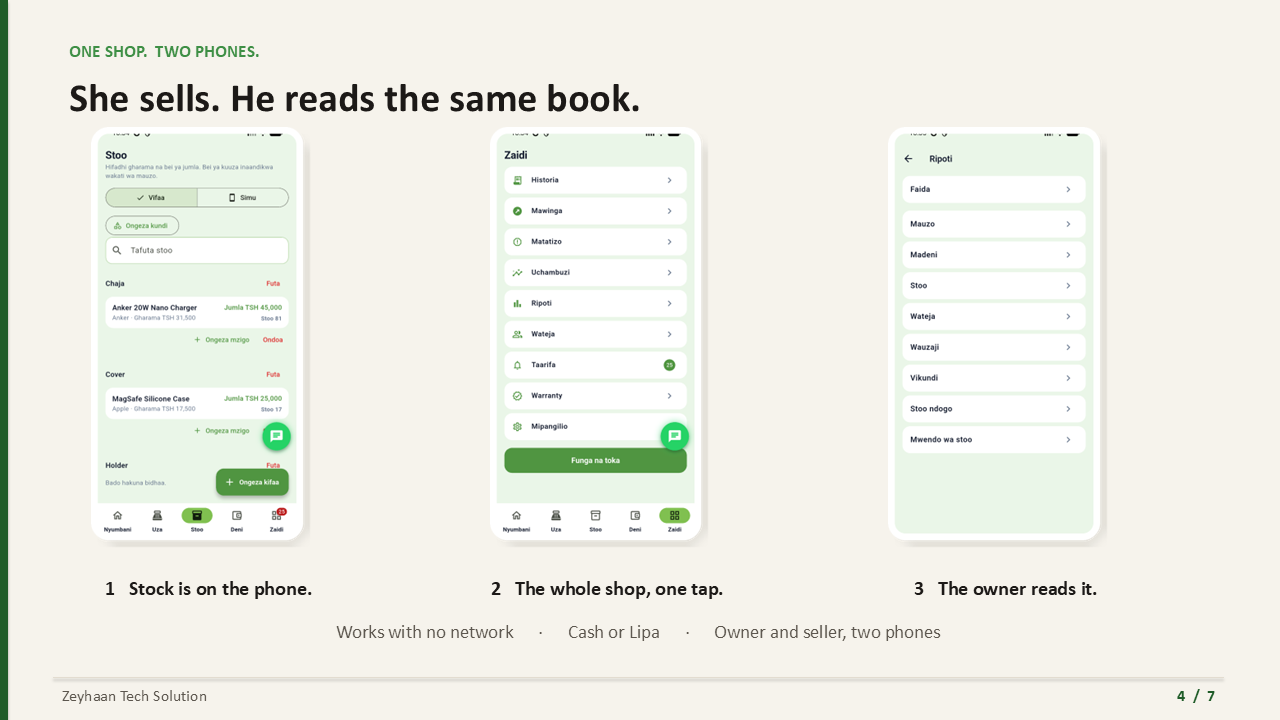 ONE SHOP. TWO PHONES.
She sells. He reads the same book.
Stoo
Hifadhi gharama na bei ya jumla. Bei ya kuuza inaandikwa
wakati wa mauzo.
Vifaa
Simu
Ongeza kundi
Tafuta stoo
Chaja
Futa
Anker 20W Nano Charger
Jumla TSH 45,000
Anker · Gharama TSH 31,500
Stoo 81
+ Ongeza mzigo
Ondoa
Cover
Futa
MagSafe Silicone Case
Jumla TSH 25,000
Apple · Gharama TSH 17,500
Stoo 17
+ Ongeza mzigo
Holder
Futa
Bado hakuna bidhaa.
+ Ongeza kifaa
Nyumbani
Uza
Stoo
Deni
25
Zaidi
Zaidi
Historia
Mawinga
Matatizo
Uchambuzi
Ripoti
Wateja
Taarifa
25
Warranty
Mipangilio
Funga na toka
Nyumbani
Uza
Stoo
Deni
Zaidi
Ripoti
Faida
Mauzo
Madeni
Stoo
Wateja
Wauzaji
Vikundi
Stoo ndogo
Mwendo wa stoo
1 Stock is on the phone.
2 The whole shop, one tap.
3 The owner reads it.
Works with no network · Cash or Lipa · Owner and seller, two phones
Zeyhaan Tech Solution
4 / 7